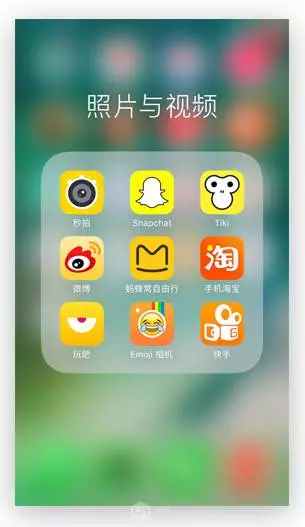 照片与视频
秒拍
Snapchat
Tiki
微博
蚂蜂窝自由行
手机淘宝
淘
玩吧
Emoji 相机
快手